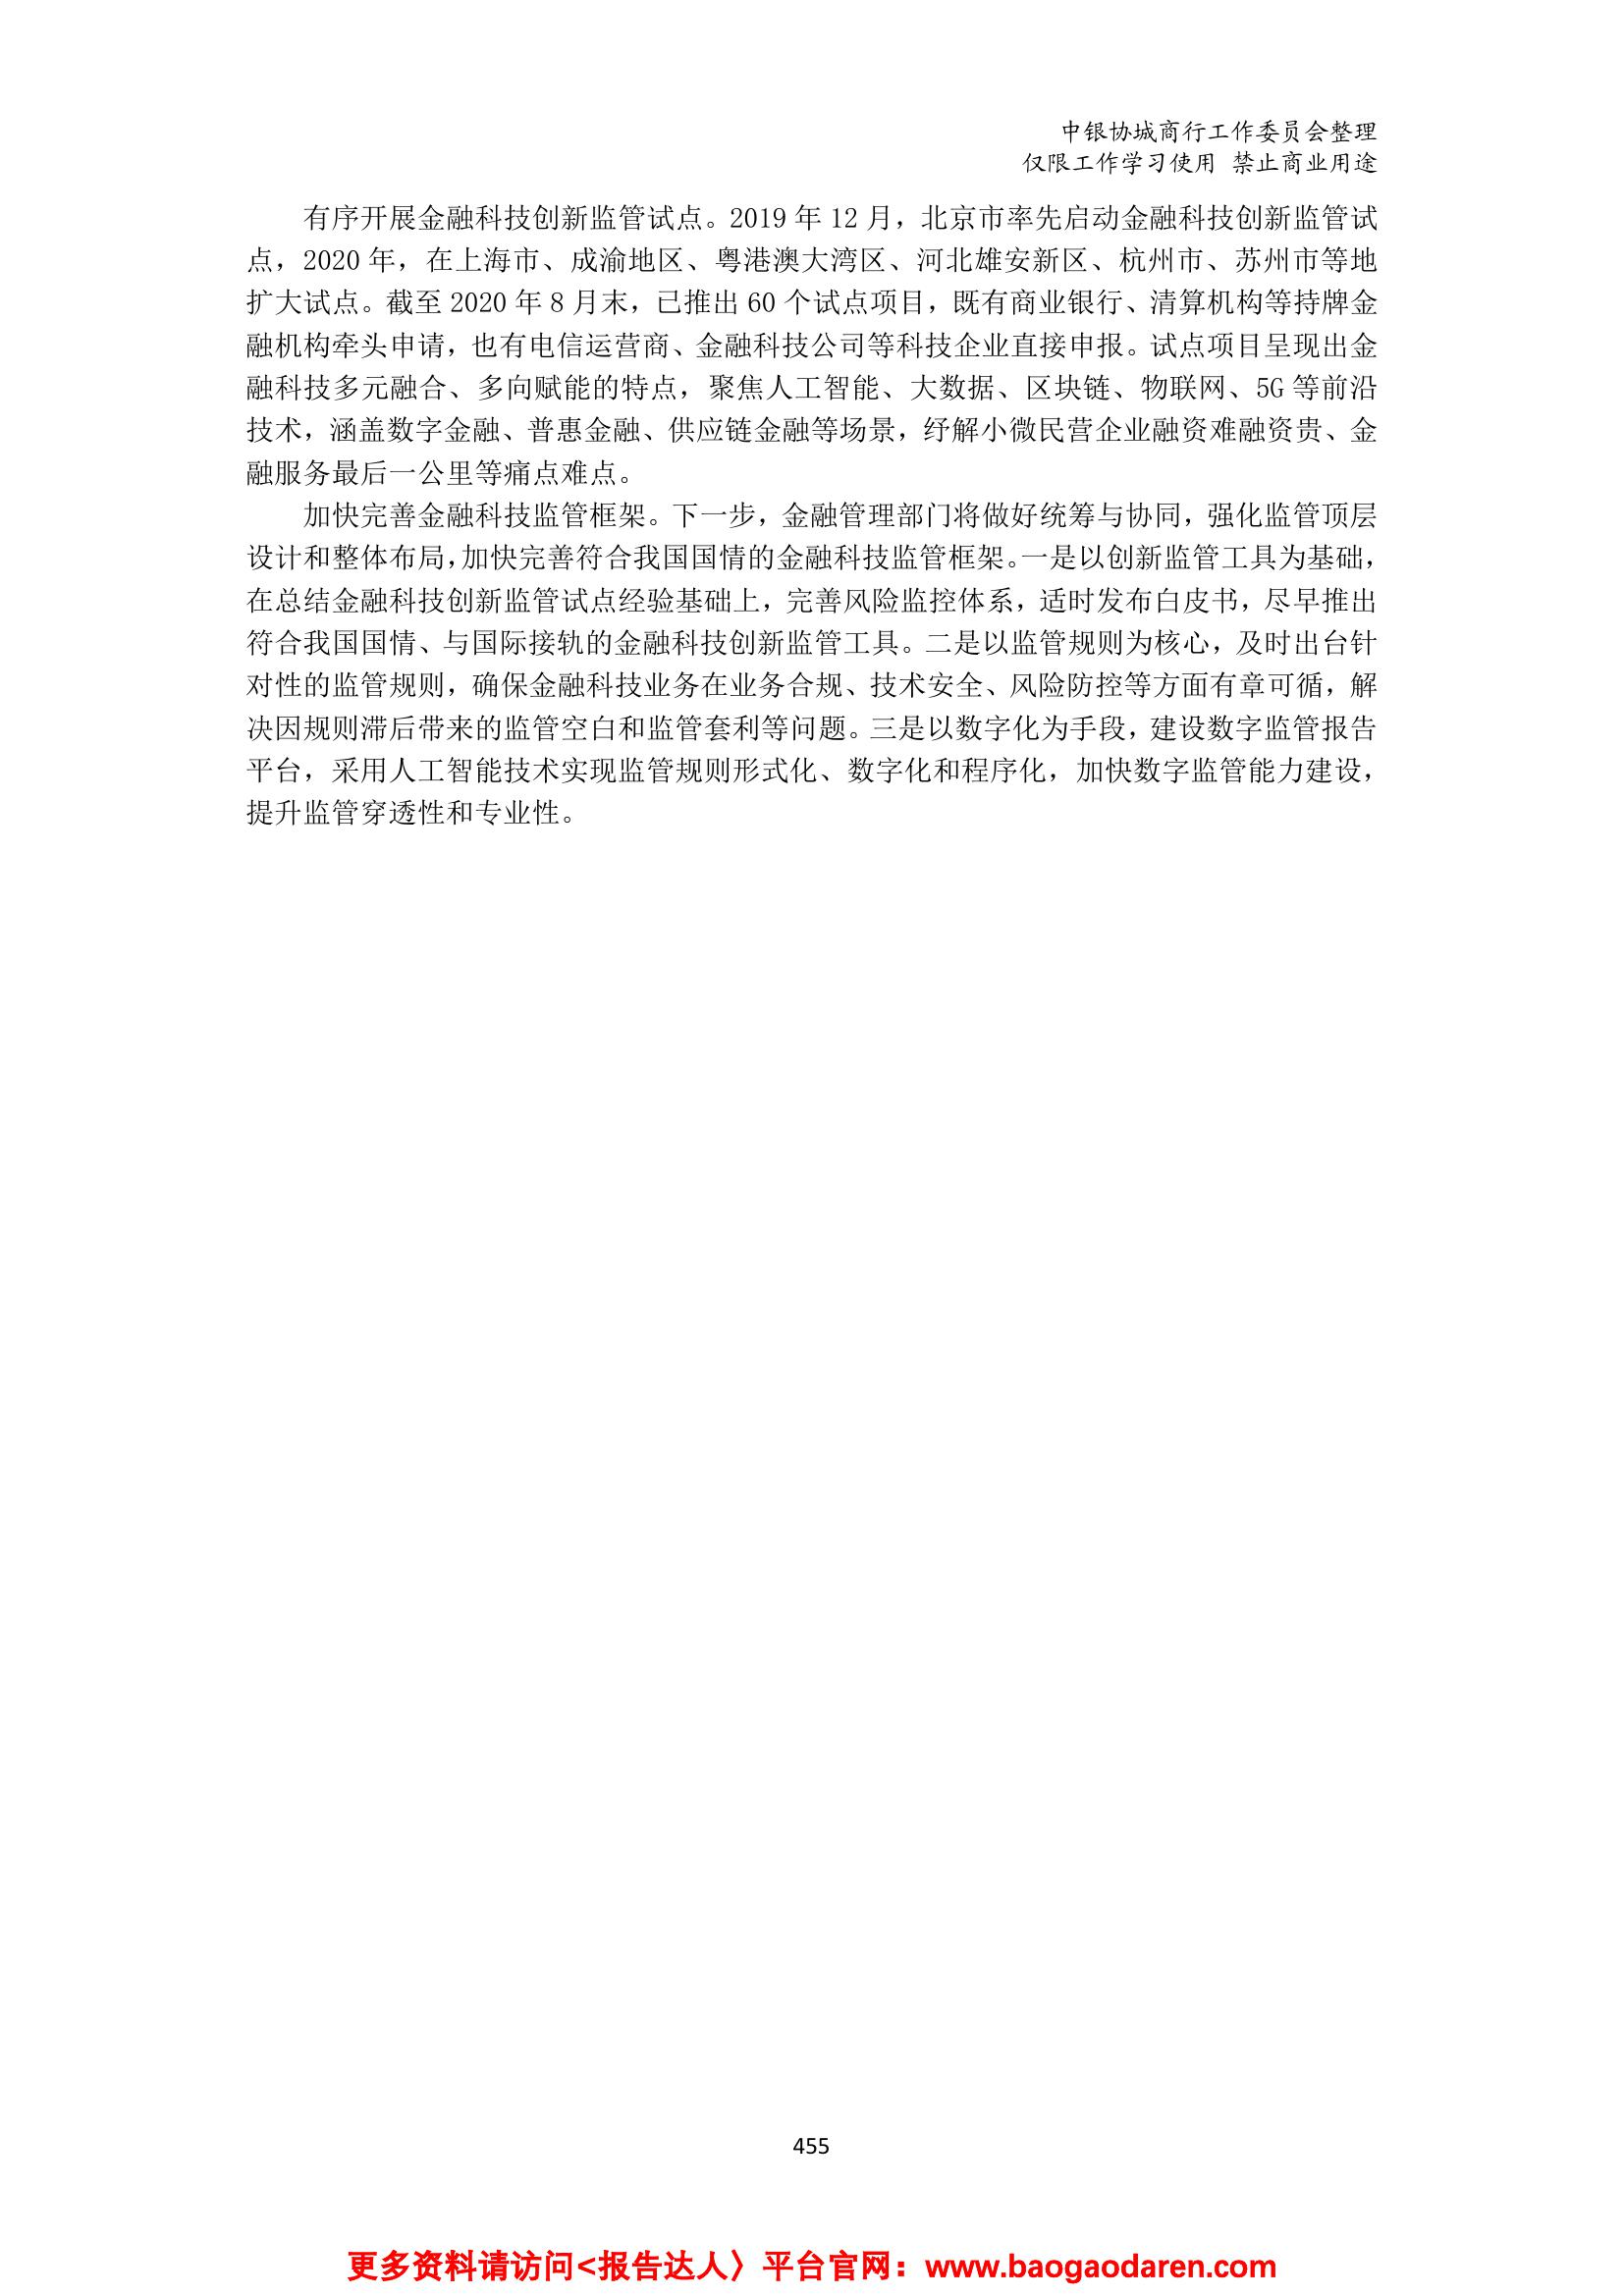 中银协城商行工作委员会整理
仅限工作学习使用 禁止商业用途
有序开展金融科技创新监管试点。2019 年 12 月，北京市率先启动金融科技创新监管试
点，2020 年，在上海市、成渝地区、粤港澳大湾区、河北雄安新区、杭州市、苏州市等地
扩大试点。截至 2020 年 8 月末，已推出 60 个试点项目，既有商业银行、清算机构等持牌金
融机构牵头申请，也有电信运营商、金融科技公司等科技企业直接申报。试点项目呈现出金
融科技多元融合、多向赋能的特点，聚焦人工智能、大数据、区块链、物联网、5G 等前沿
技术，涵盖数字金融、普惠金融、供应链金融等场景，纾解小微民营企业融资难融资贵、金
融服务最后一公里等痛点难点。
加快完善金融科技监管框架。下一步，金融管理部门将做好统筹与协同，强化监管顶层
设计和整体布局，加快完善符合我国国情的金融科技监管框架。一是以创新监管工具为基础，
在总结金融科技创新监管试点经验基础上，完善风险监控体系，适时发布白皮书，尽早推出
符合我国国情、与国际接轨的金融科技创新监管工具。二是以监管规则为核心，及时出台针
对性的监管规则，确保金融科技业务在业务合规、技术安全、风险防控等方面有章可循，解
决因规则滞后带来的监管空白和监管套利等问题。三是以数字化为手段，建设数字监管报告
平台，采用人工智能技术实现监管规则形式化、数字化和程序化，加快数字监管能力建设，
提升监管穿透性和专业性。
455
更多资料请访问<报告达人〉平台官网：www.baogaodaren.com